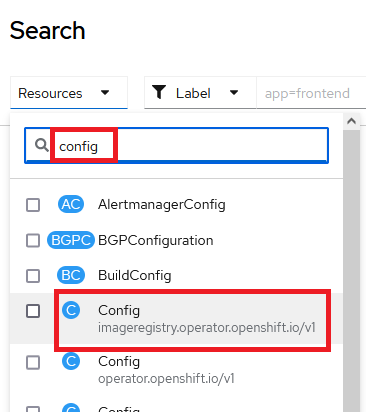 Search
Resources Label app=frontend
config
AC AlertmanagerConfig
BGPC BGPConfiguration
BC BuildConfig
C Config
imageregistry.operator.openshift.io/v1
C Config
operator.openshift.io/v1
C Config